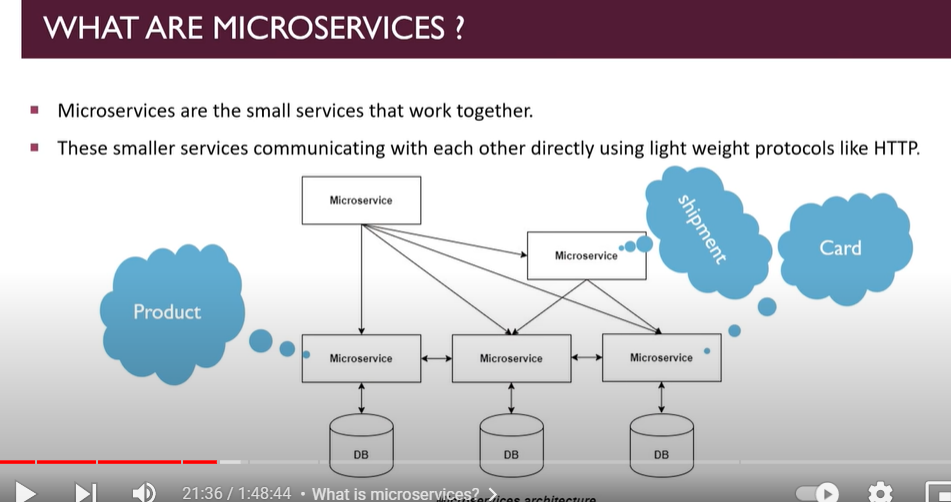 WHAT ARE MICROSERVICES ?
Microservices are the small services that work together.
These smaller services communicating with each other directly using light weight protocols like HTTP.
Microservice
shipment
Card
Microservice
Product
Microservice
Microservice
Microservice
DB
DB
DB
21:36 / 1:48:44 • What is microservices?
architecture